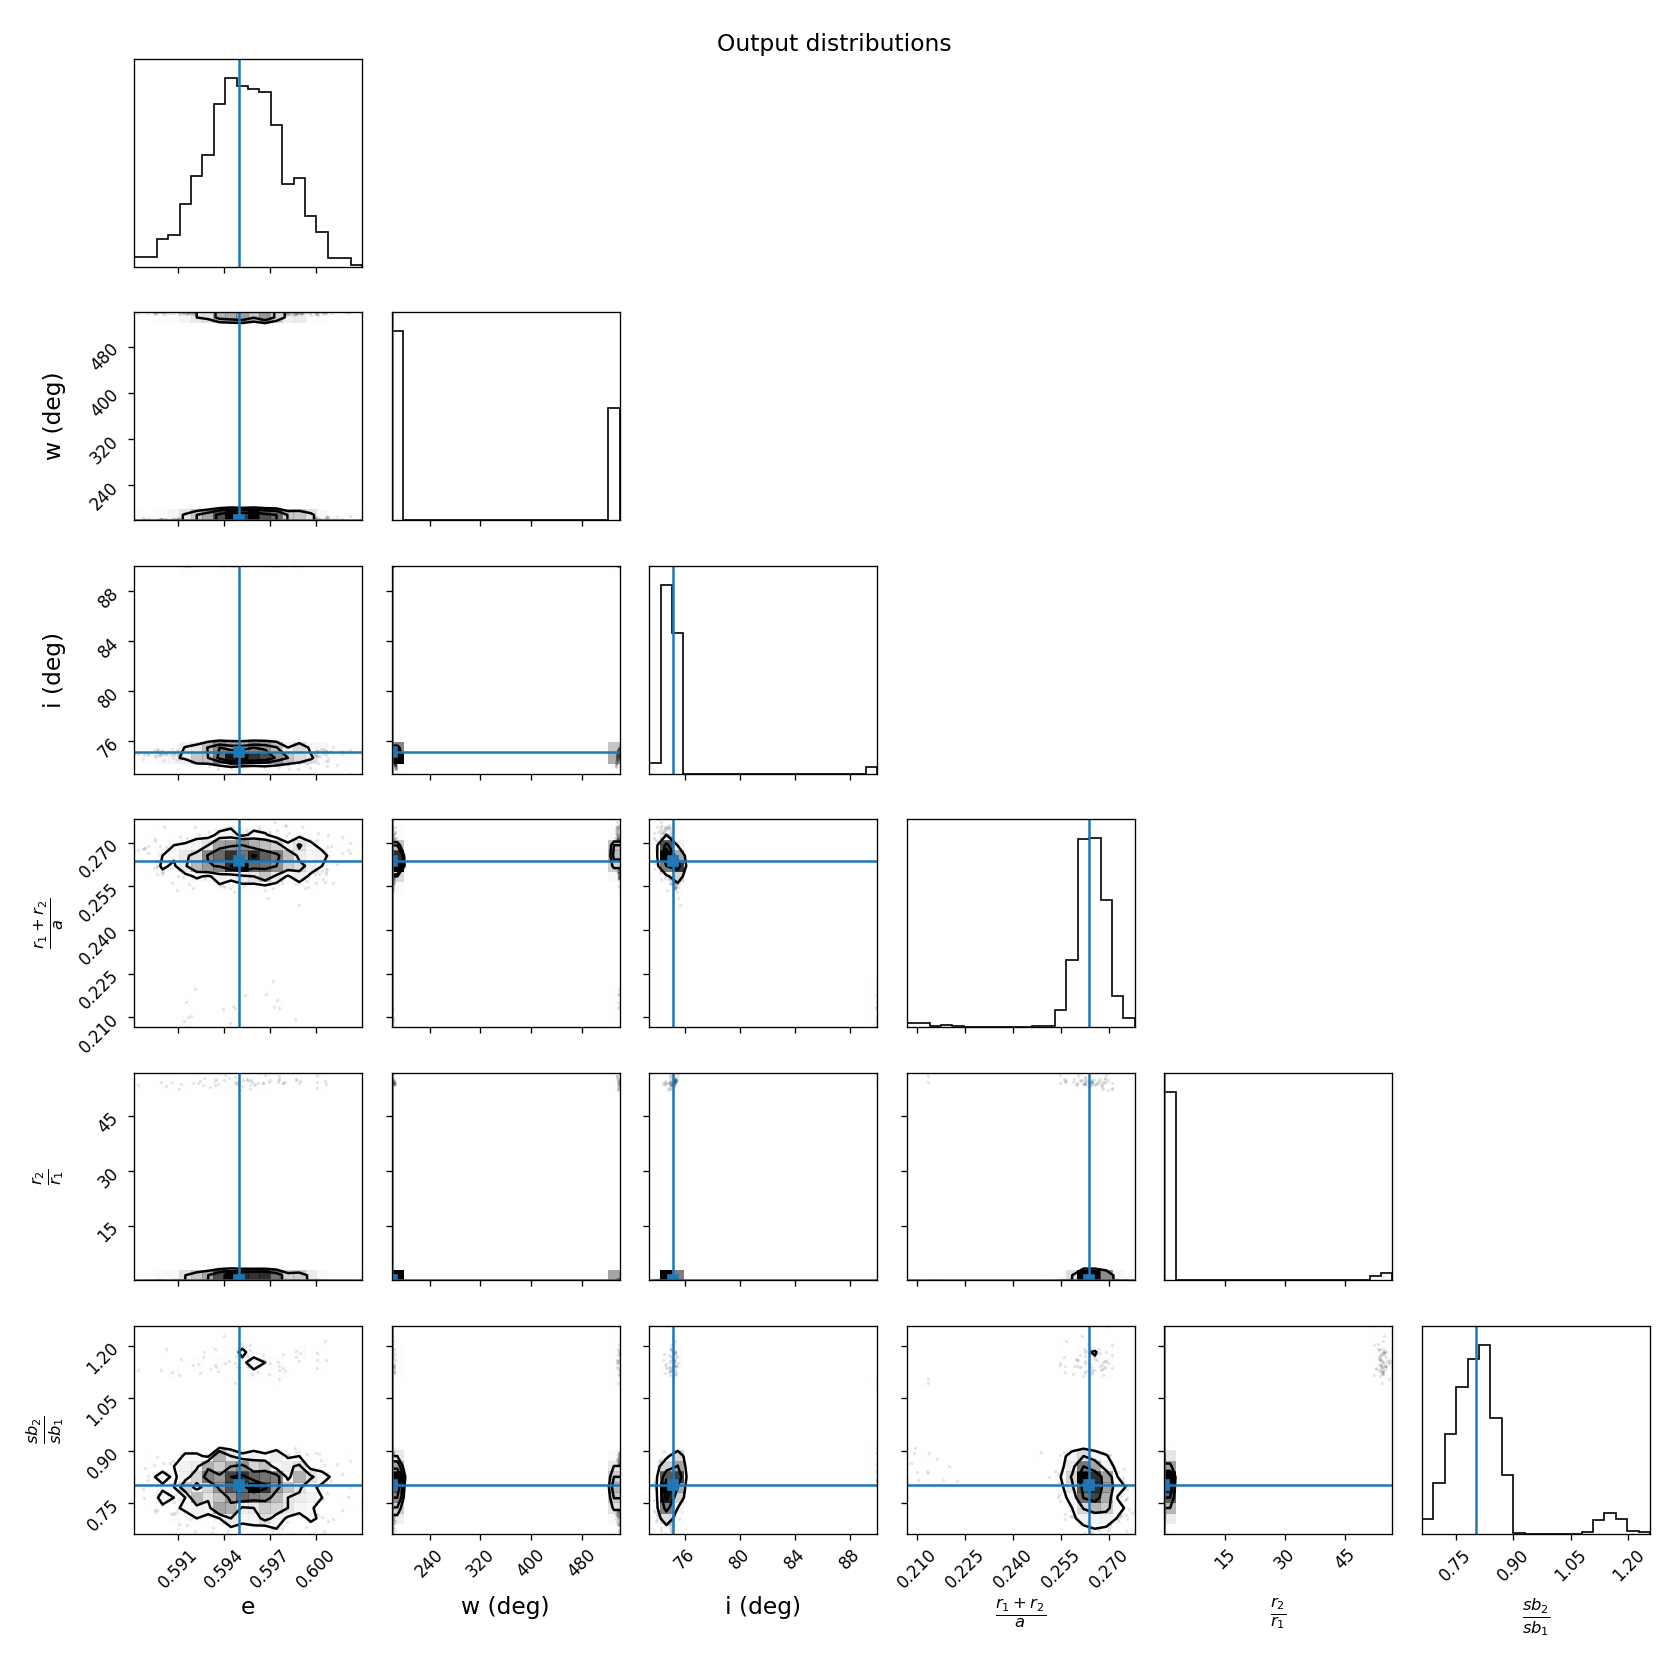 Output distributions
w (deg)
480
400
320
240
i (deg)
88
84
80
76
r₁ + r₂
a
0.270
0.255
0.240
0.225
0.210
r₂
r₁
45
30
15
sb₂
sb₁
1.20
1.05
0.90
0.75
0.591 0.594 0.597 0.600
240 320 400 480
76 80 84 88
0.210 0.225 0.240 0.255 0.270
15 30 45
0.75 0.90 1.05 1.20
e
w (deg)
i (deg)
r₁ + r₂
a
r₂
r₁
sb₂
sb₁